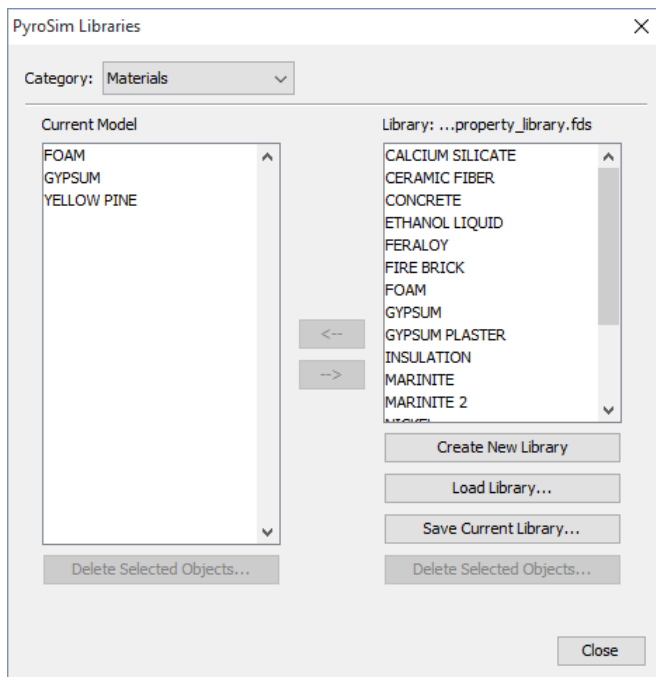 PyroSim Libraries
Category: Materials
Current Model
FOAM
GYPSUM
YELLOW PINE
<--
-->
Delete Selected Objects...
Library: ...property_library.fds
CALCIUM SILICATE
CERAMIC FIBER
CONCRETE
ETHANOL LIQUID
FERALOY
FIRE BRICK
FOAM
GYPSUM
GYPSUM PLASTER
INSULATION
MARINITE
MARINITE 2
Create New Library
Load Library...
Save Current Library...
Delete Selected Objects...
Close